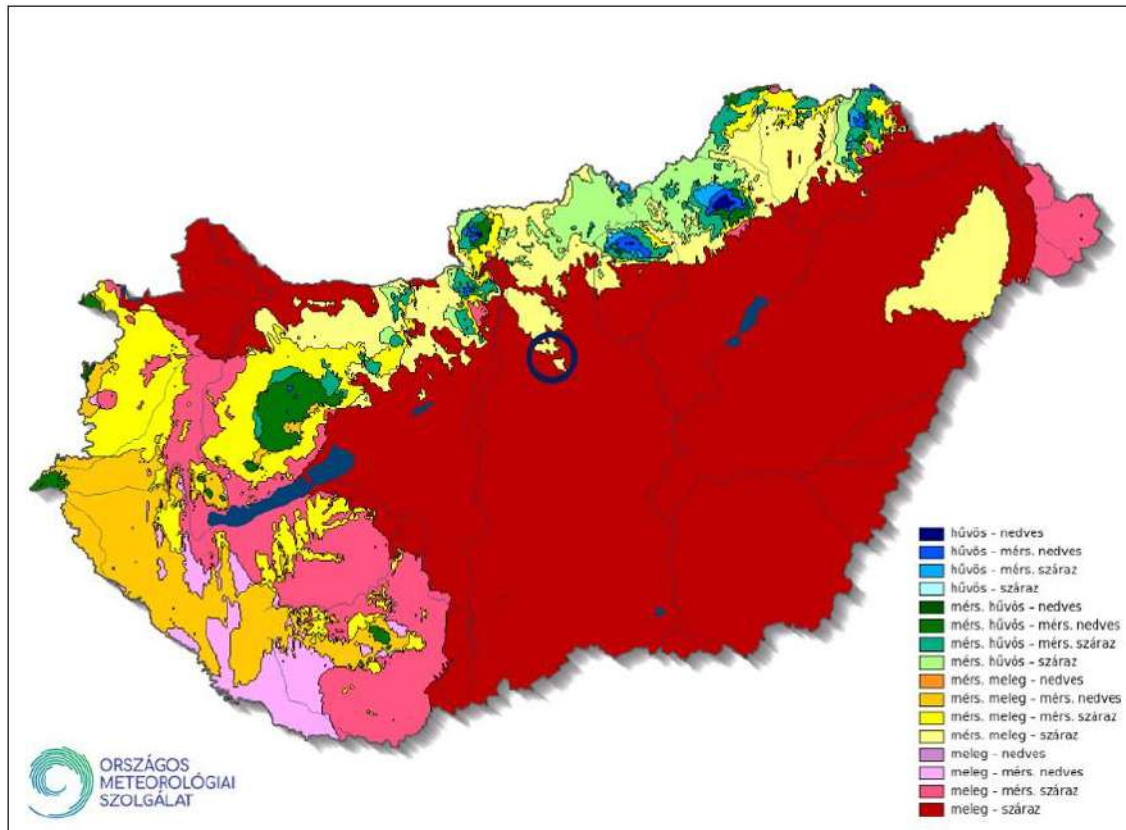 hűvös - nedves
hűvös - mérs. nedves
hűvös - mérs. száraz
hűvös - száraz
mérs. hűvös - nedves
mérs. hűvös - mérs. nedves
mérs. hűvös - mérs. száraz
mérs. hűvös - száraz
mérs. meleg - nedves
mérs. meleg - mérs. nedves
mérs. meleg - mérs. száraz
mérs. meleg - száraz
meleg - nedves
meleg - mérs. nedves
meleg - mérs. száraz
meleg - száraz
ORSZÁGOS
METEOROLÓGIAI
SZOLGÁLAT